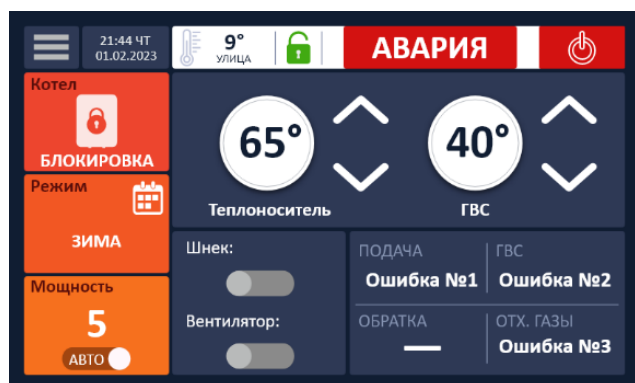 21:44 ЧТ
01.02.2023
9°
УЛИЦА
АВАРИЯ
Котел
БЛОКИРОВКА
65°
Теплоноситель
40°
ГВС
Режим
ЗИМА
Мощность
5
АВТО
Шнек:
Вентилятор:
ПОДАЧА
Ошибка №1
ГВС
Ошибка №2
ОБРАТКА
—
ОТХ. ГАЗЫ
Ошибка №3